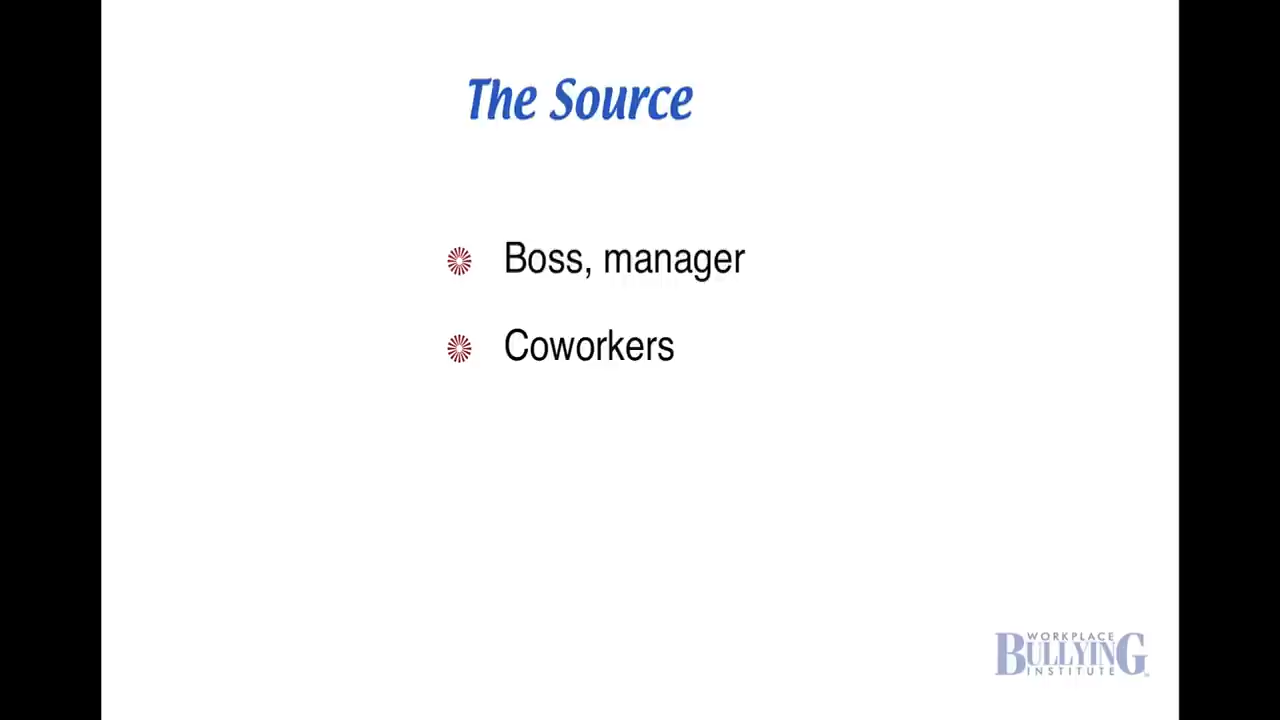 The Source
Boss, manager
Coworkers
WORKPLACE
BULLYING
INSTITUTE